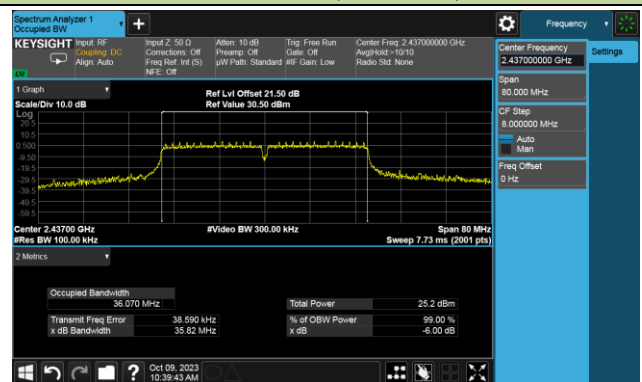 Spectrum Analyzer 1
Occupied BW
+
Frequency
KEYSIGHT
Input: RF
Coupling: DC
Align: Auto
Input Z: 50 Ω
Corrections: Off
Freq Ref: Int (S)
NFE: Off
Atten: 10 dB
Preamp: Off
µW Path: Standard
Trig: Free Run
Gate: Off
#IF Gain: Low
Center Freq: 2.437000000 GHz
Avg|Hold:>10/10
Radio Std: None
Center Frequency
2.437000000 GHz
Settings
Span
80.000 MHz
CF Step
8.000000 MHz
Auto
Man
Freq Offset
0 Hz
1 Graph
Scale/Div 10.0 dB
Ref Lvl Offset 21.50 dB
Ref Value 30.50 dBm
Log
20.5
10.5
0.500
-9.50
-19.5
-29.5
-39.5
-49.5
-59.5
Center 2.43700 GHz
#Res BW 100.00 kHz
#Video BW 300.00 kHz
Span 80 MHz
Sweep 7.73 ms (2001 pts)
2 Metrics
Occupied Bandwidth
36.070 MHz
Total Power 25.2 dBm
Transmit Freq Error 38.590 kHz
% of OBW Power 99.00 %
x dB Bandwidth 35.82 MHz
x dB -6.00 dB
?
Oct 09, 2023
10:39:43 AM